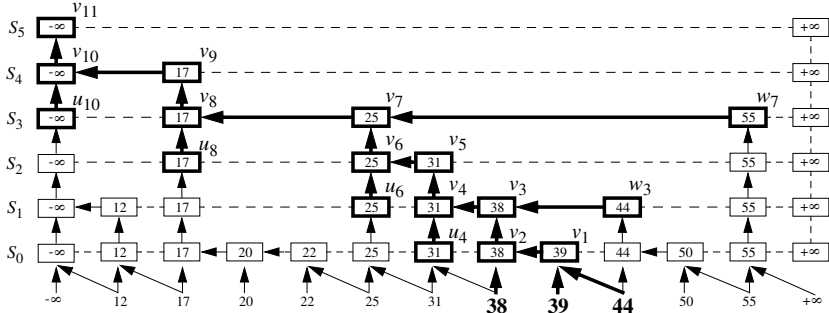 v11
S5 -∞ +∞
v10 v9
S4 -∞ 17 +∞
u10 v8 v7 w7
S3 -∞ 17 25 55 +∞
u8 v6 v5
S2 -∞ 17 25 31 55 +∞
u6 v4 v3 w3
S1 -∞ 12 17 25 31 38 44 55 +∞
u4 v2 v1
S0 -∞ 12 17 20 22 25 31 38 39 44 50 55 +∞
-∞ 12 17 20 22 25 31 38 39 44 50 55 +∞